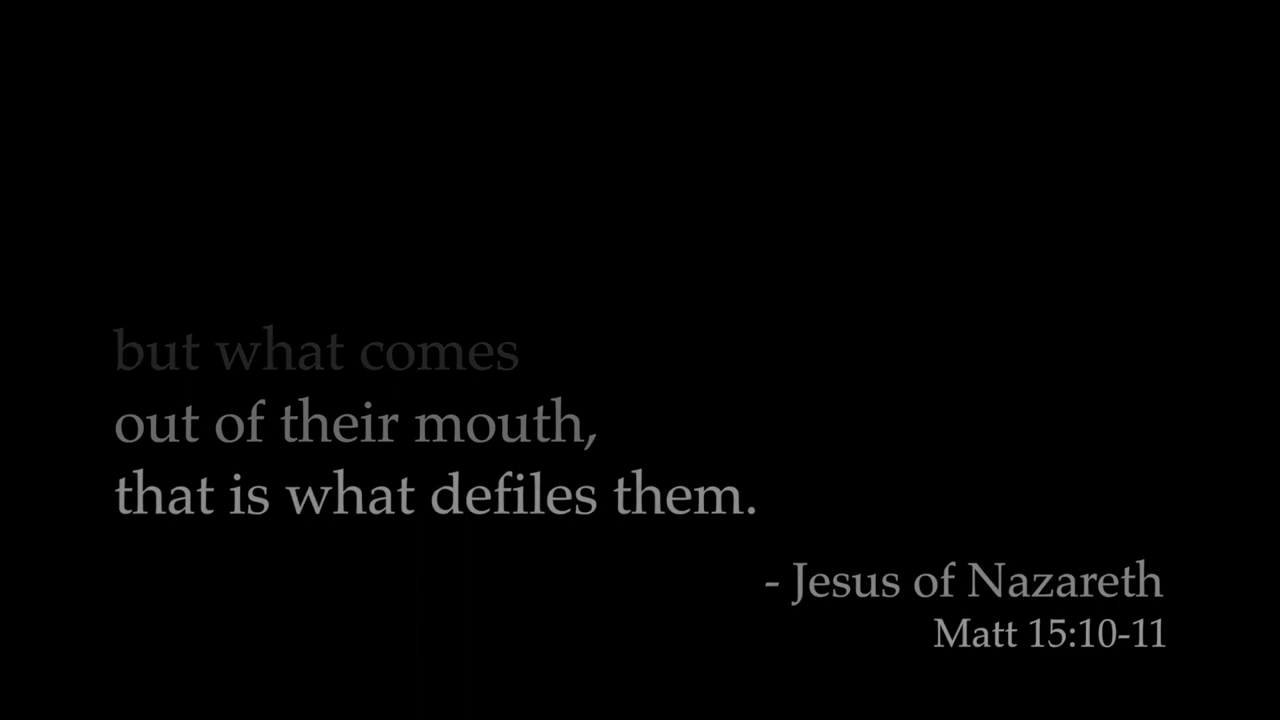 but what comes
out of their mouth,
that is what defiles them.
- Jesus of Nazareth
Matt 15:10-11